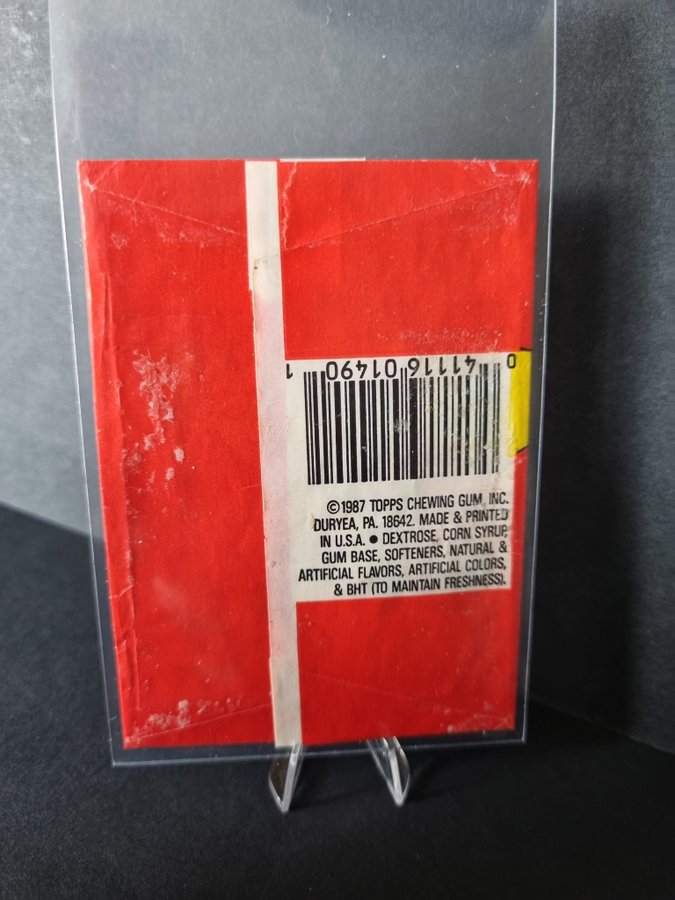 0 41116 01490 1
©1987 TOPPS CHEWING GUM, INC.
DURYEA, PA. 18642. MADE & PRINTED
IN U.S.A. ● DEXTROSE, CORN SYRUP,
GUM BASE, SOFTENERS, NATURAL &
ARTIFICIAL FLAVORS, ARTIFICIAL COLORS,
& BHT (TO MAINTAIN FRESHNESS).